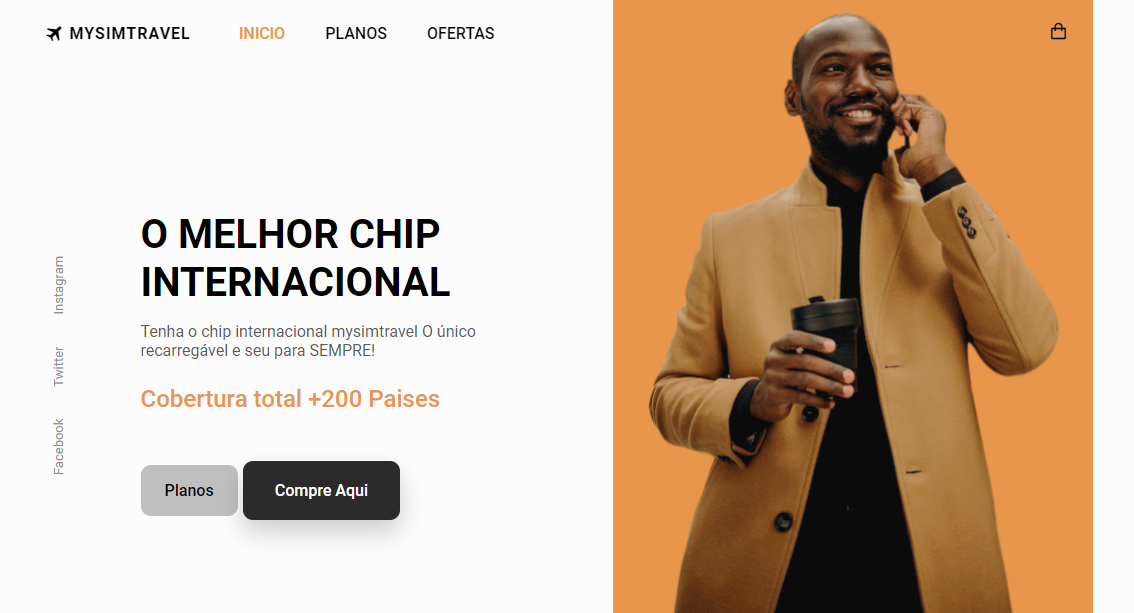 MYSIMTRAVEL
INICIO
PLANOS
OFERTAS
O MELHOR CHIP
INTERNACIONAL
Tenha o chip internacional mysimtravel O único
recarregável e seu para SEMPRE!
Cobertura total +200 Paises
Planos
Compre Aqui
Instagram
Twitter
Facebook